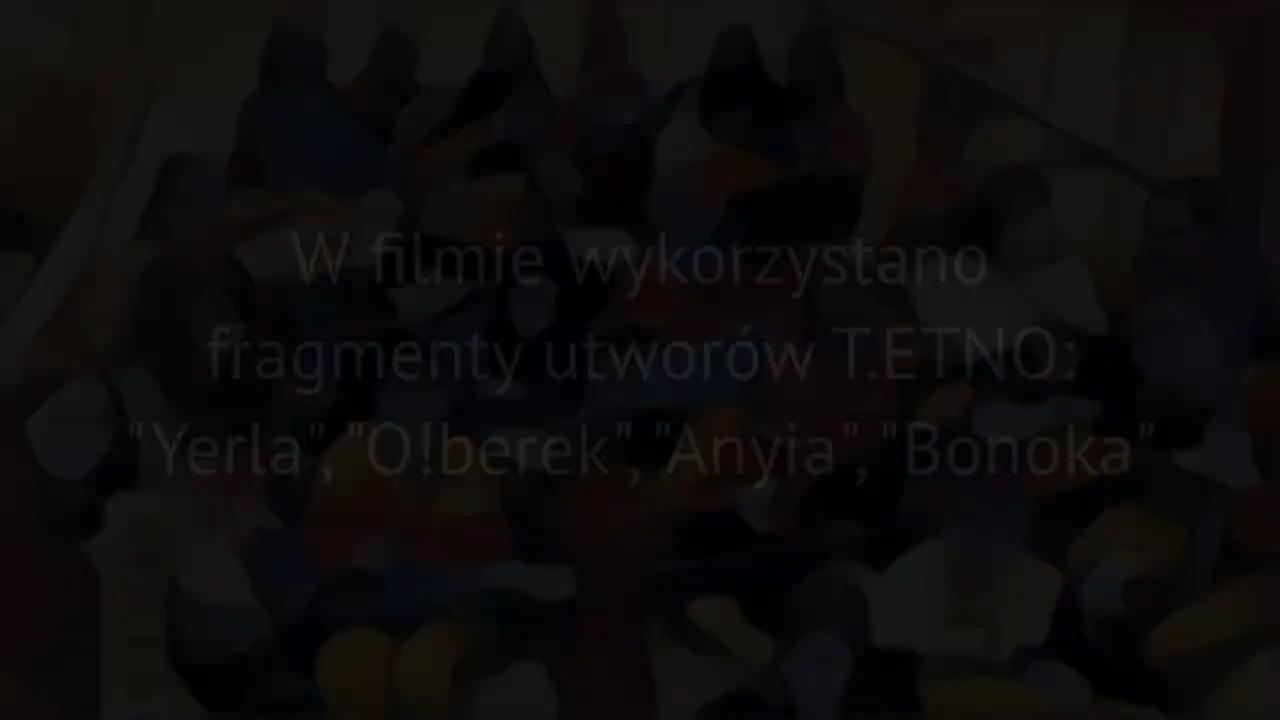 W filmie wykorzystano
fragmenty utworów T.ETNO:
"Yerla", "O!berek", "Anyia", "Bonoka"